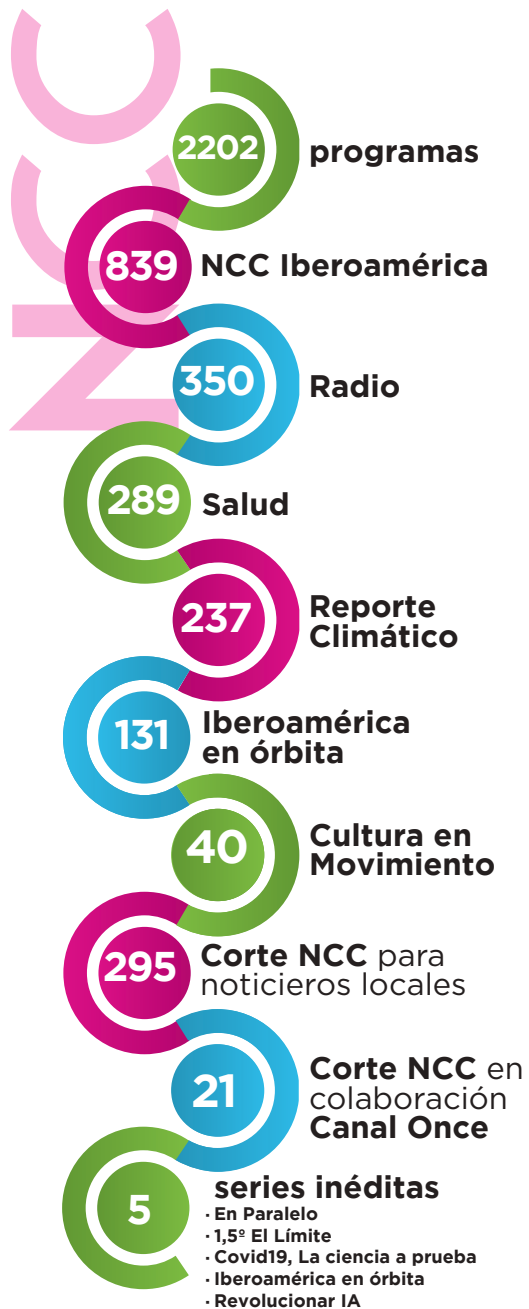 NCC
2202
programas
839
NCC Iberoamérica
350
Radio
289
Salud
237
Reporte
Climático
131
Iberoamérica
en órbita
40
Cultura en
Movimiento
295
Corte NCC para
noticieros locales
21
Corte NCC en
colaboración
Canal Once
5
series inéditas
· En Paralelo
· 1,5º El Límite
· Covid19, La ciencia a prueba
· Iberoamérica en órbita
· Revolucionar IA